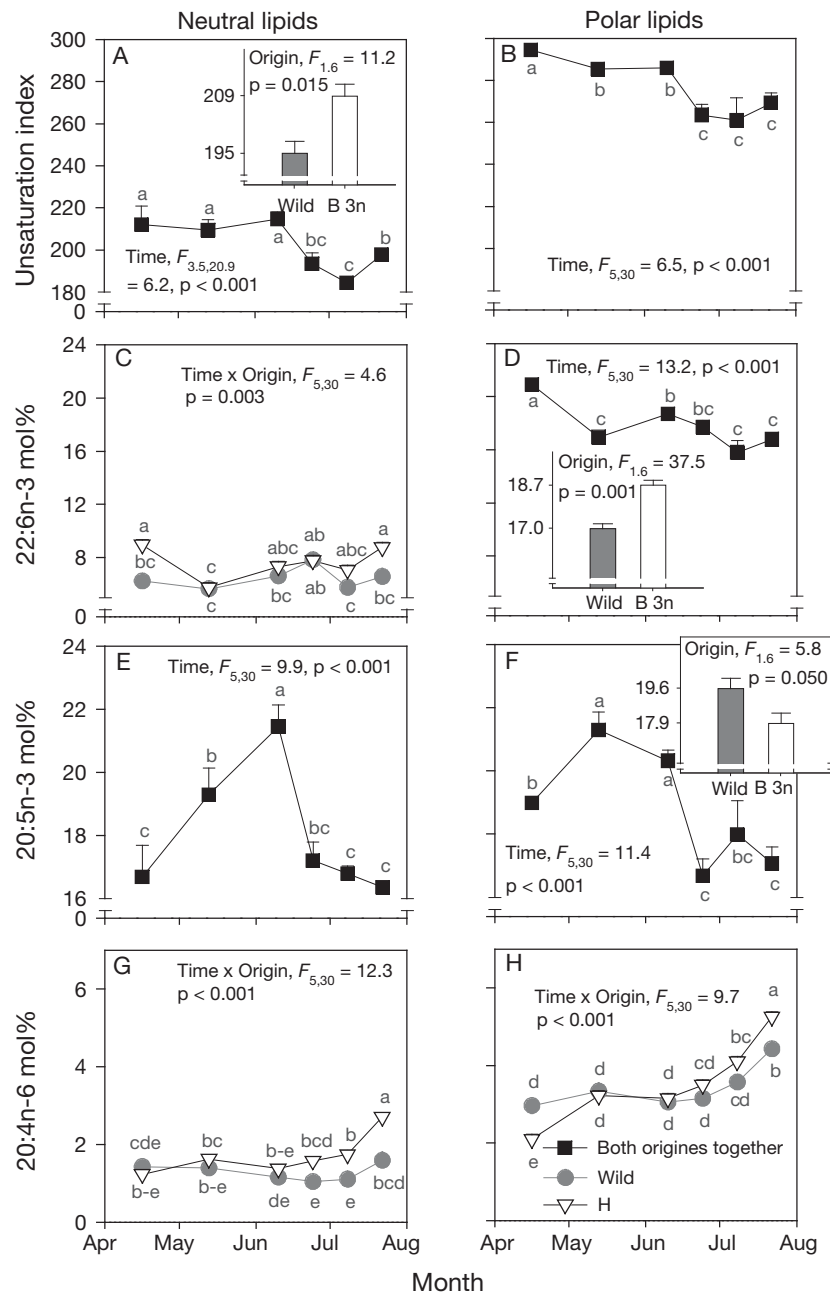 Neutral lipids
Polar lipids
Unsaturation index
300
280
260
240
220
200
180
0
A
Origin, F1.6 = 11.2
p = 0.015
209
195
Wild
B 3n
a
a
a
bc
c
b
Time, F3.5,20.9
= 6.2, p < 0.001
B
a
b
b
c
c
c
Time, F5,30 = 6.5, p < 0.001
22:6n-3 mol%
24
20
16
12
8
0
C
Time x Origin, F5,30 = 4.6
p = 0.003
a
bc
c
c
abc
bc
ab
ab
abc
c
a
bc
D
Time, F5,30 = 13.2, p < 0.001
a
c
b
bc
c
c
Origin, F1.6 = 37.5
p = 0.001
18.7
17.0
Wild
B 3n
20:5n-3 mol%
24
22
20
18
16
0
E
Time, F5,30 = 9.9, p < 0.001
c
b
a
bc
c
c
F
Origin, F1.6 = 5.8
p = 0.050
19.6
17.9
Wild
B 3n
b
a
a
c
bc
c
Time, F5,30 = 11.4
p < 0.001
20:4n-6 mol%
6
4
2
0
G
Time x Origin, F5,30 = 12.3
p < 0.001
cde
b-e
bc
b-e
b-e
de
bcd
e
b
e
a
bcd
Apr
May
Jun
Jul
Aug
H
Time x Origin, F5,30 = 9.7
p < 0.001
d
e
d
d
d
d
cd
d
bc
cd
a
b
Both origines together
Wild
H
Apr
May
Jun
Jul
Aug
Month